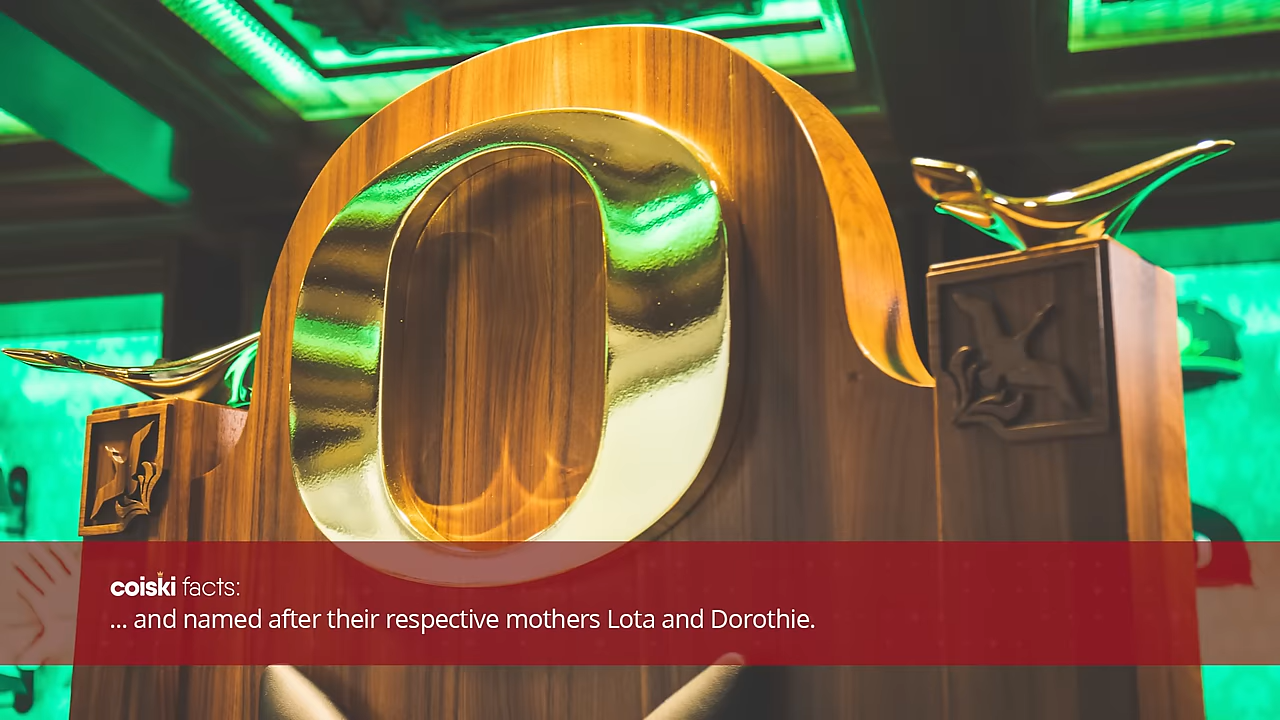 O
coiski facts:
... and named after their respective mothers Lota and Dorothie.